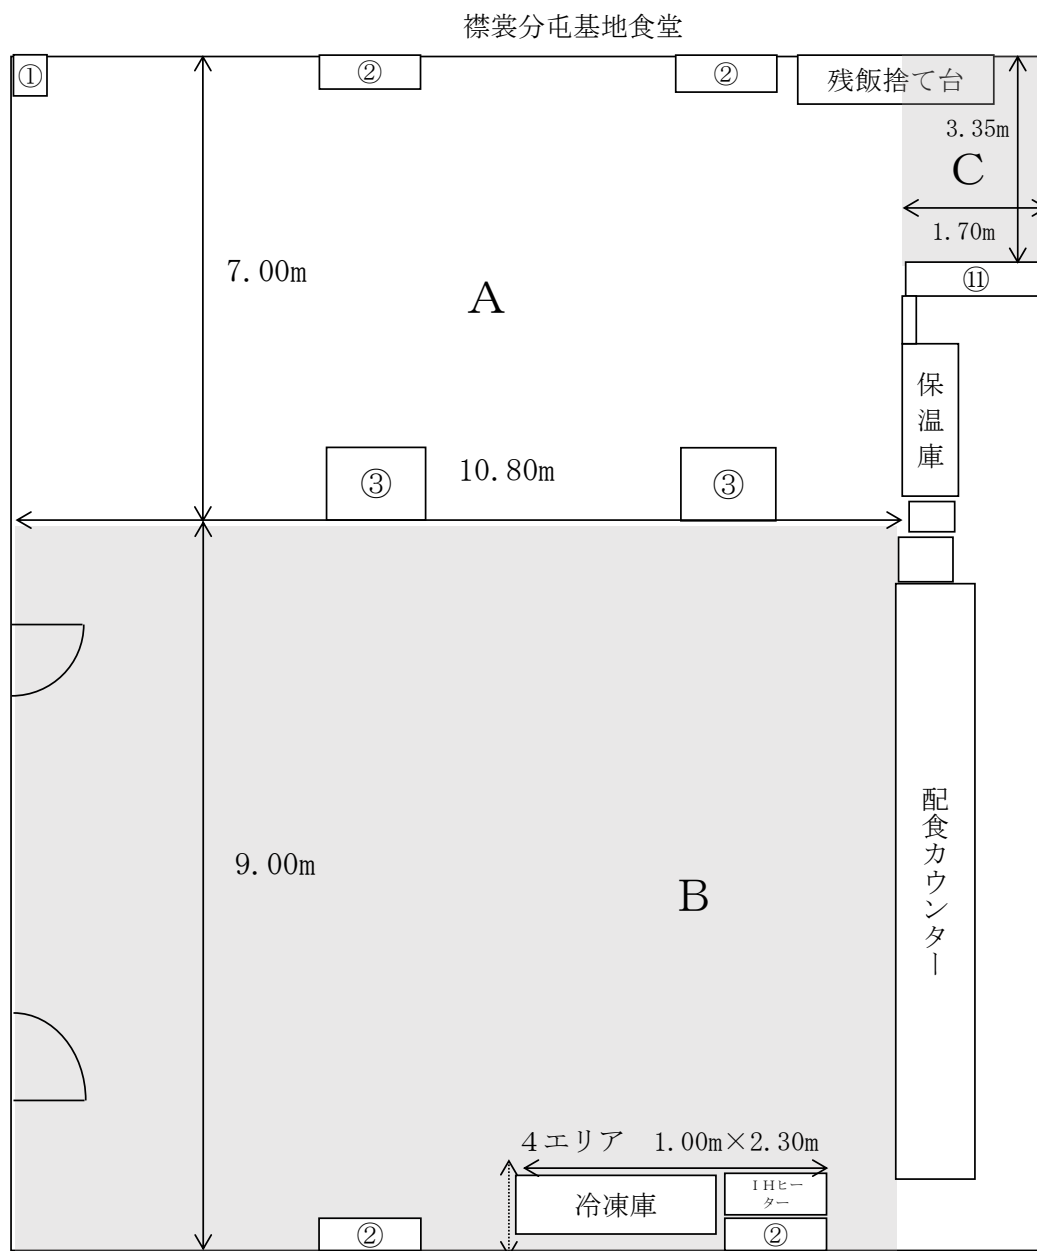 襟裳分屯基地食堂
①
②
②
残飯捨て台
3.35m
C
1.70m
7.00m
A
⑪
保温庫
10.80m
③
③
9.00m
B
配食カウンター
4エリア 1.00m×2.30m
冷凍庫
IHヒー
ター
②
②